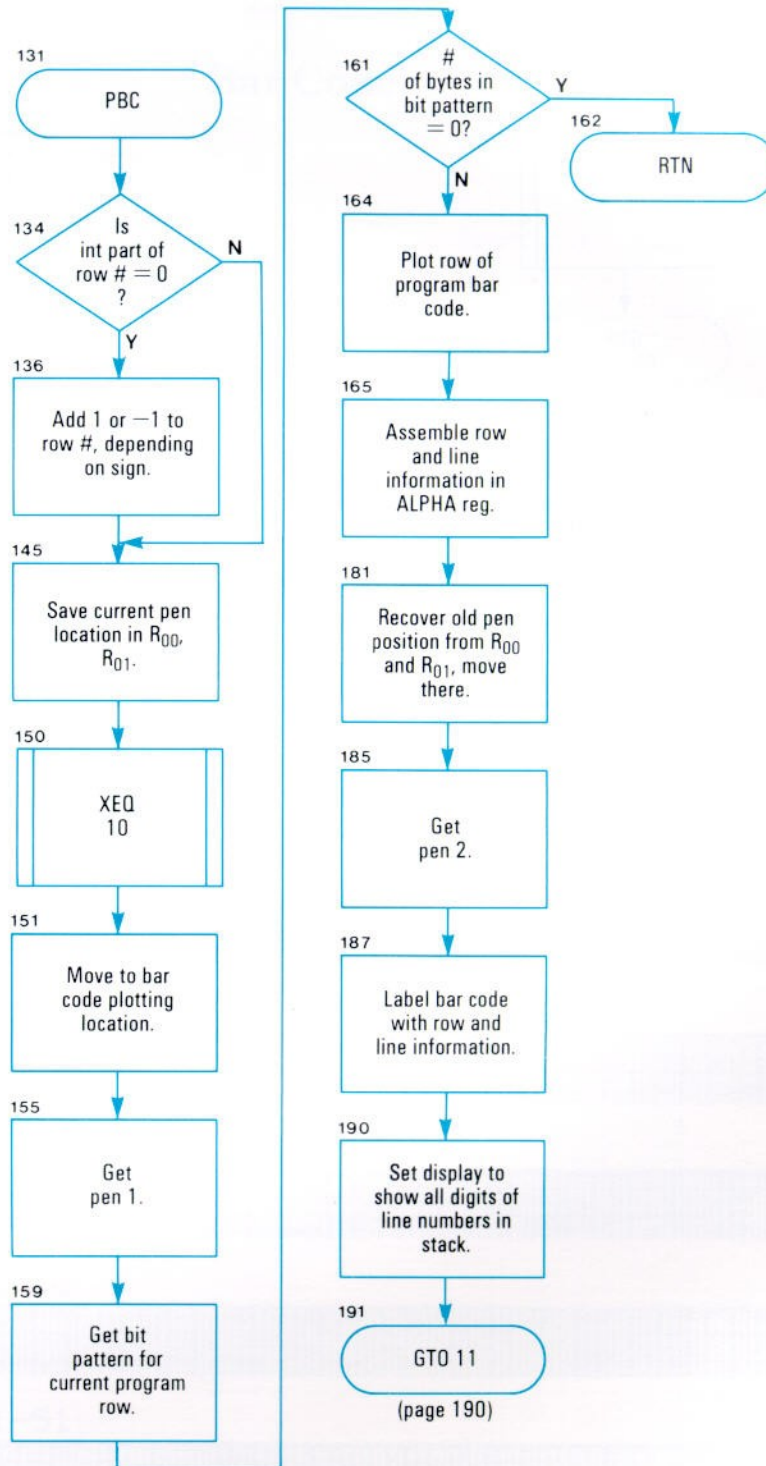 131
PBC
134
Is
int part of
row # = 0
?
N
Y
136
Add 1 or −1 to
row #, depending
on sign.
145
Save current pen
location in R00,
R01.
150
XEQ
10
151
Move to bar
code plotting
location.
155
Get
pen 1.
159
Get bit
pattern for
current program
row.
161
#
of bytes in
bit pattern
= 0?
Y
162
RTN
N
164
Plot row of
program bar
code.
165
Assemble row
and line
information in
ALPHA reg.
181
Recover old pen
position from R00
and R01, move
there.
185
Get
pen 2.
187
Label bar code
with row and
line information.
190
Set display to
show all digits of
line numbers in
stack.
191
GTO 11
(page 190)